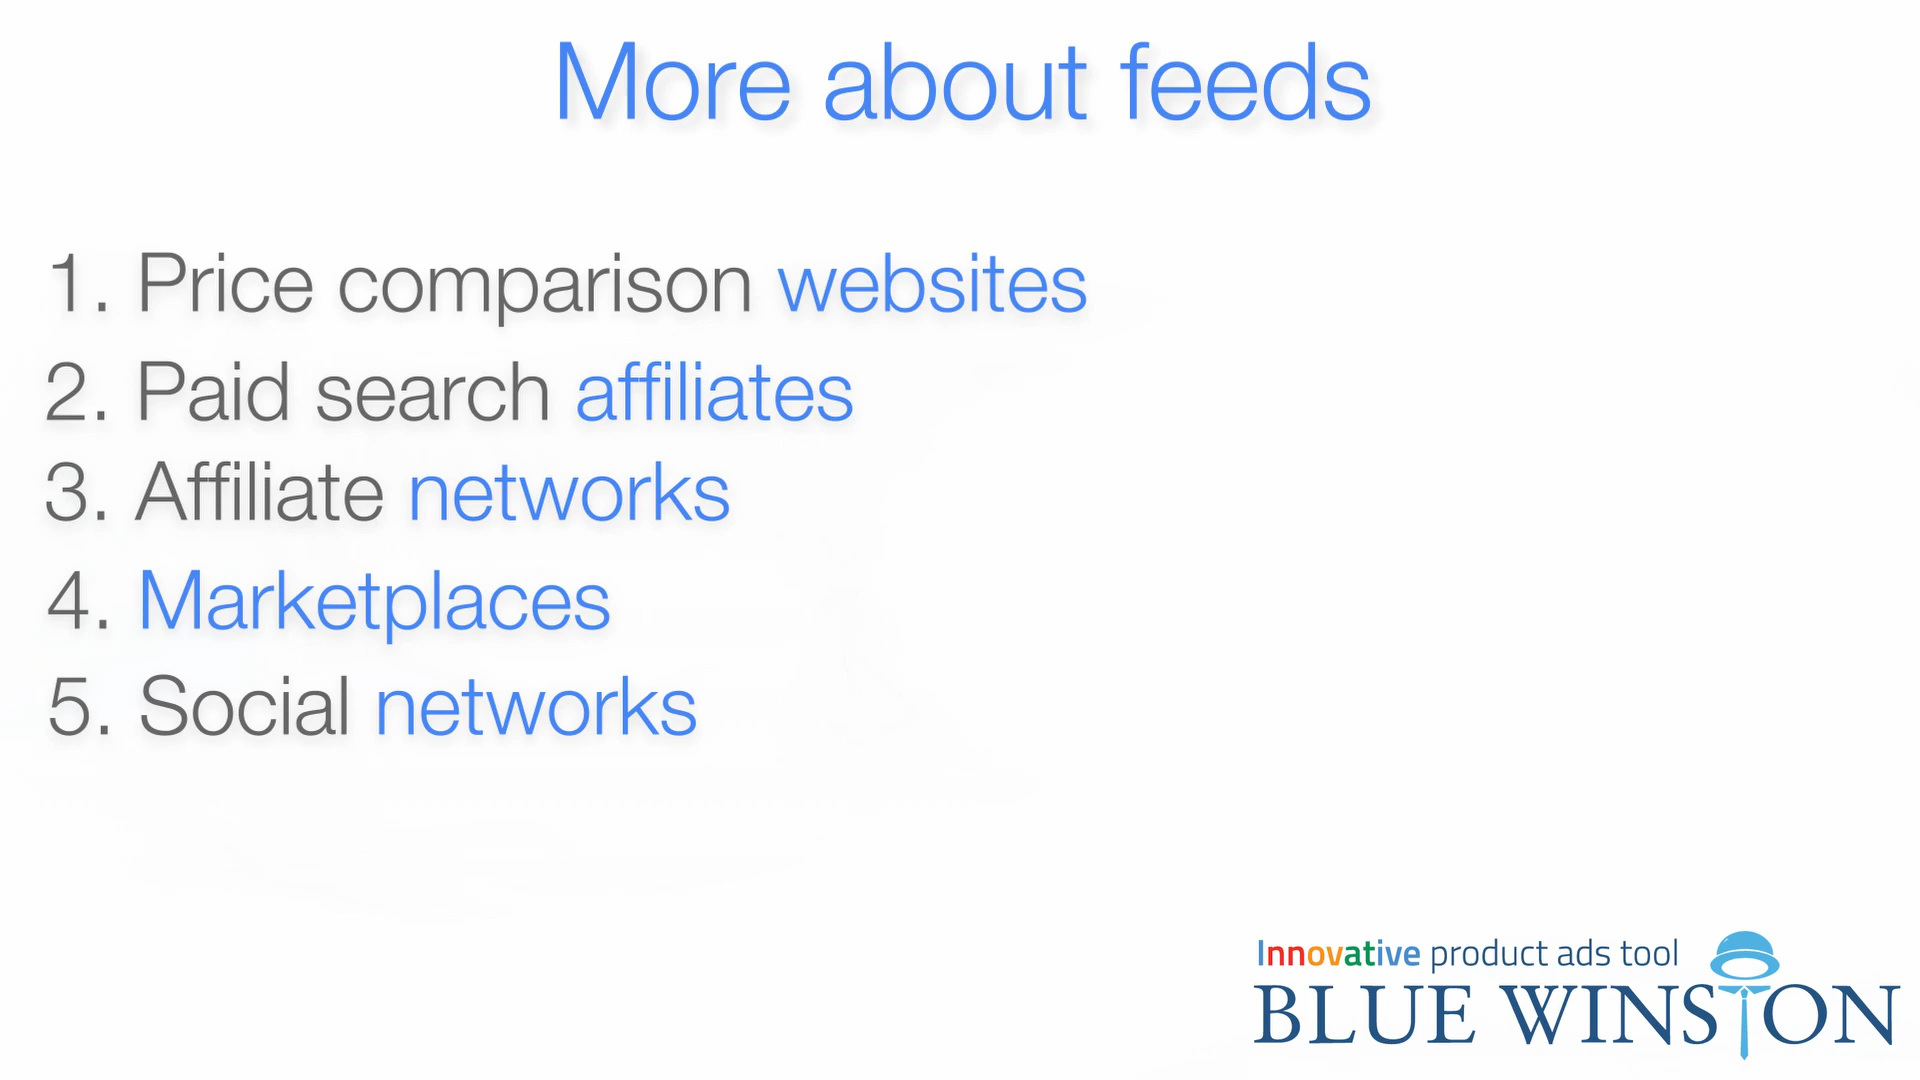 More about feeds
1. Price comparison websites
2. Paid search affiliates
3. Affiliate networks
4. Marketplaces
5. Social networks
Innovative product ads tool
BLUE WINSTON